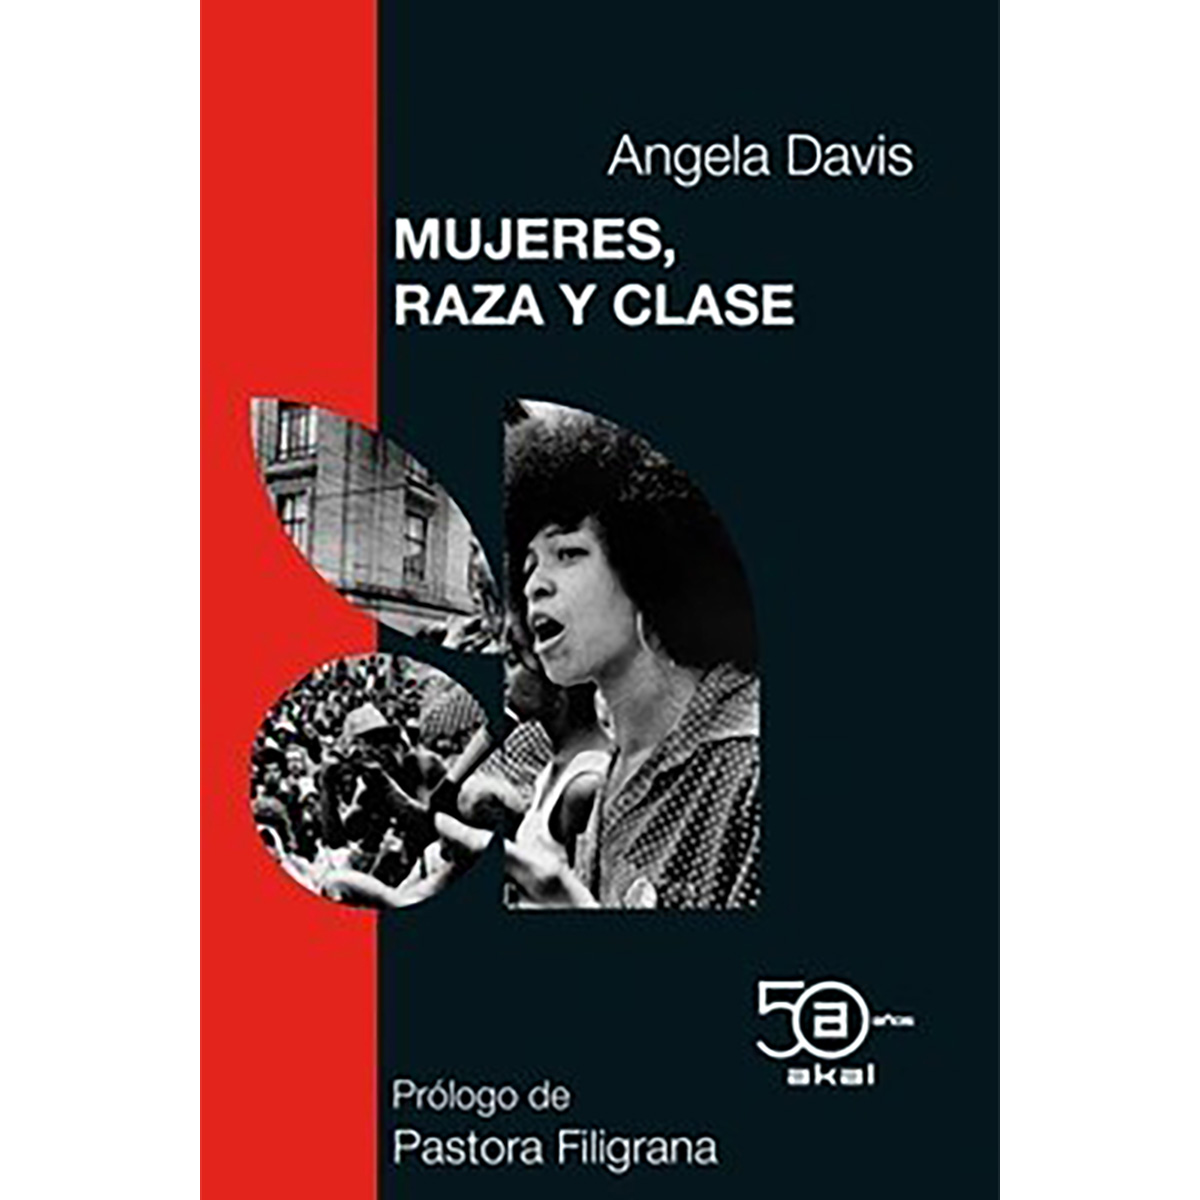 Angela Davis
MUJERES,
RAZA Y CLASE
50 a años
akal
Prólogo de
Pastora Filigrana